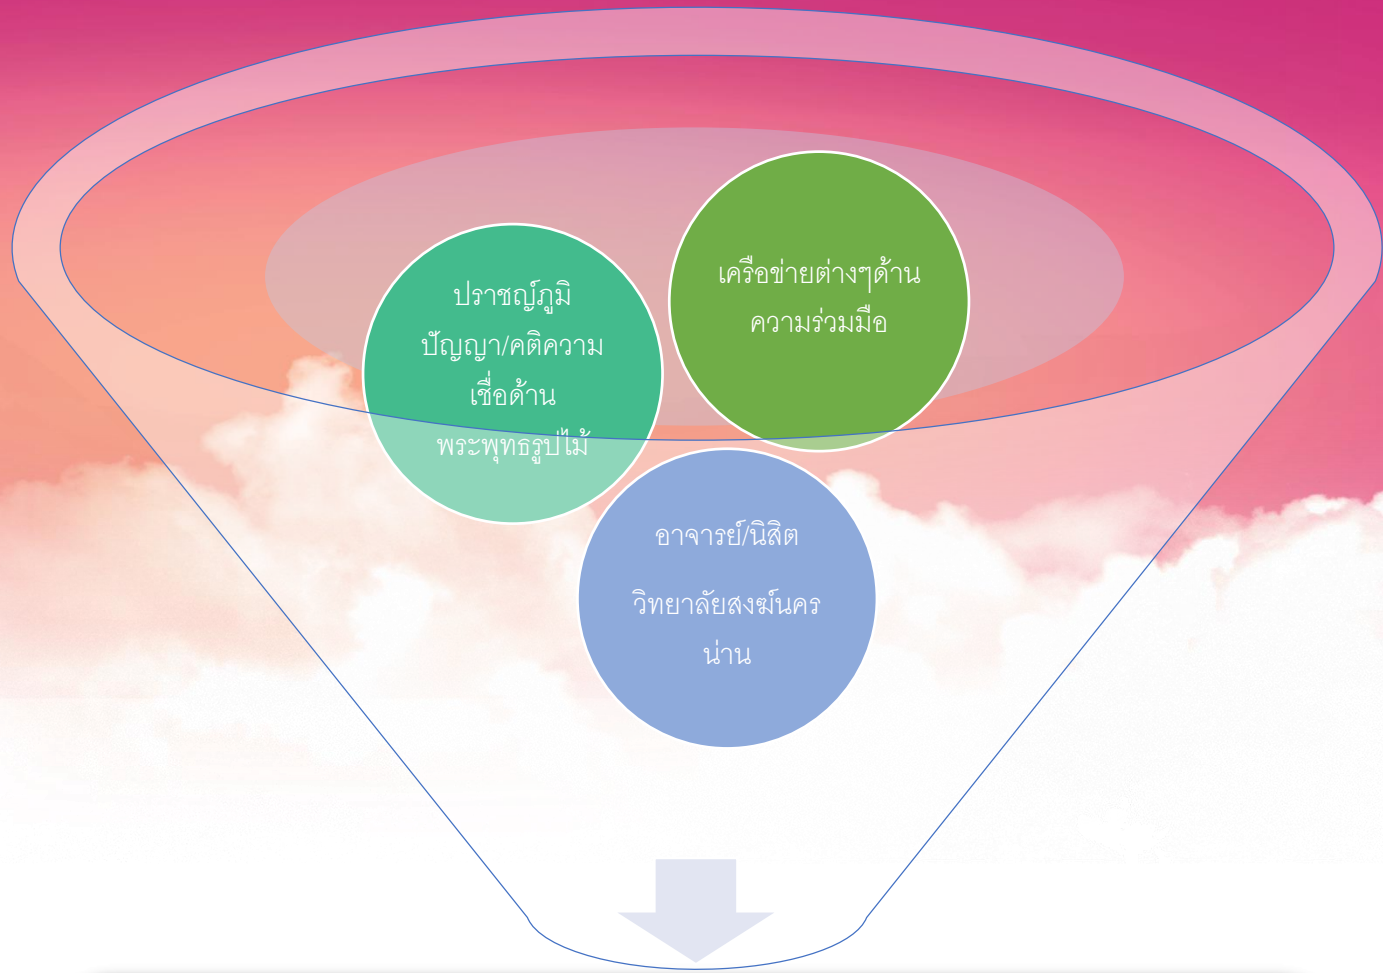 ปราชญ์ภูมิ
ปัญญา/คติความ
เชื่อด้าน
พระพุทธรูปไม้
เครือข่ายต่างๆด้าน
ความร่วมมือ
อาจารย์/นิสิต
วิทยาลัยสงฆ์นคร
น่าน